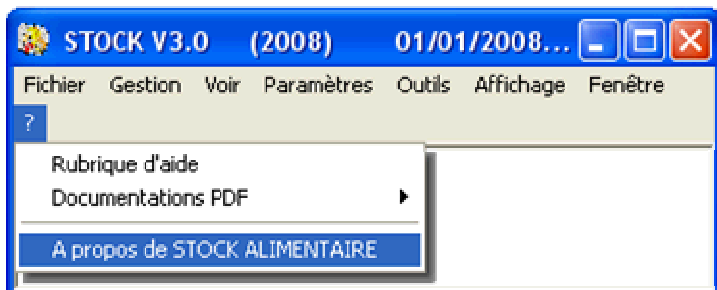 STOCK V3.0 (2008) 01/01/2008...
Fichier Gestion Voir Paramètres Outils Affichage Fenêtre
?
Rubrique d'aide
Documentations PDF
A propos de STOCK ALIMENTAIRE